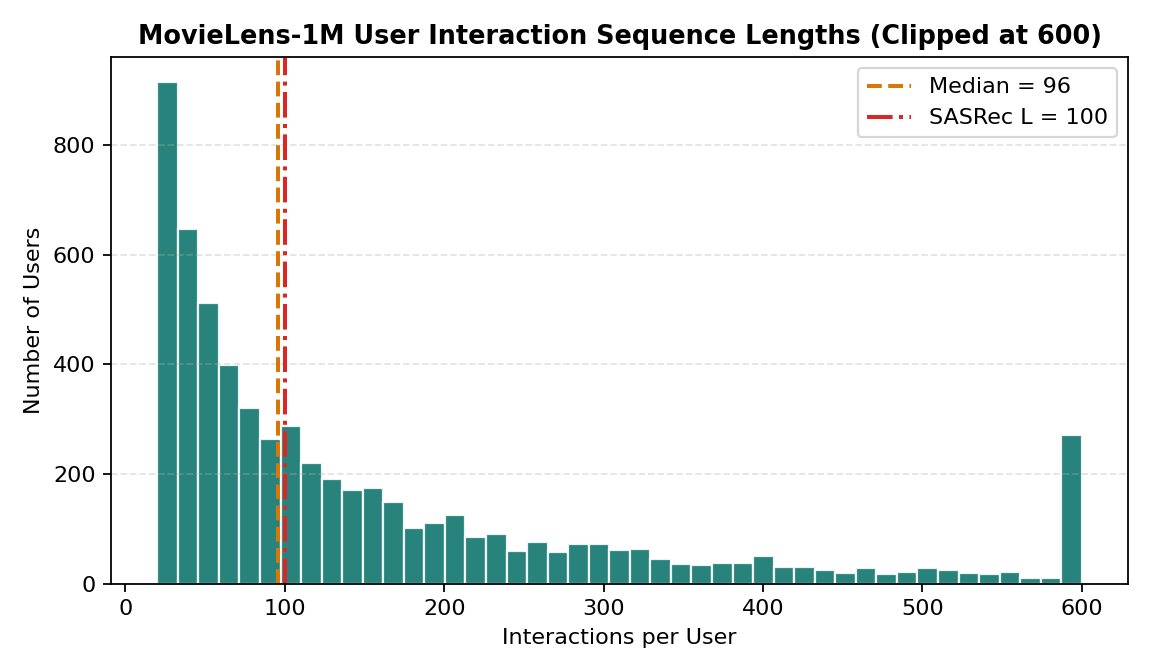 MovieLens-1M User Interaction Sequence Lengths (Clipped at 600)
Median = 96
SASRec L = 100
Number of Users
800
600
400
200
0
0 100 200 300 400 500 600
Interactions per User